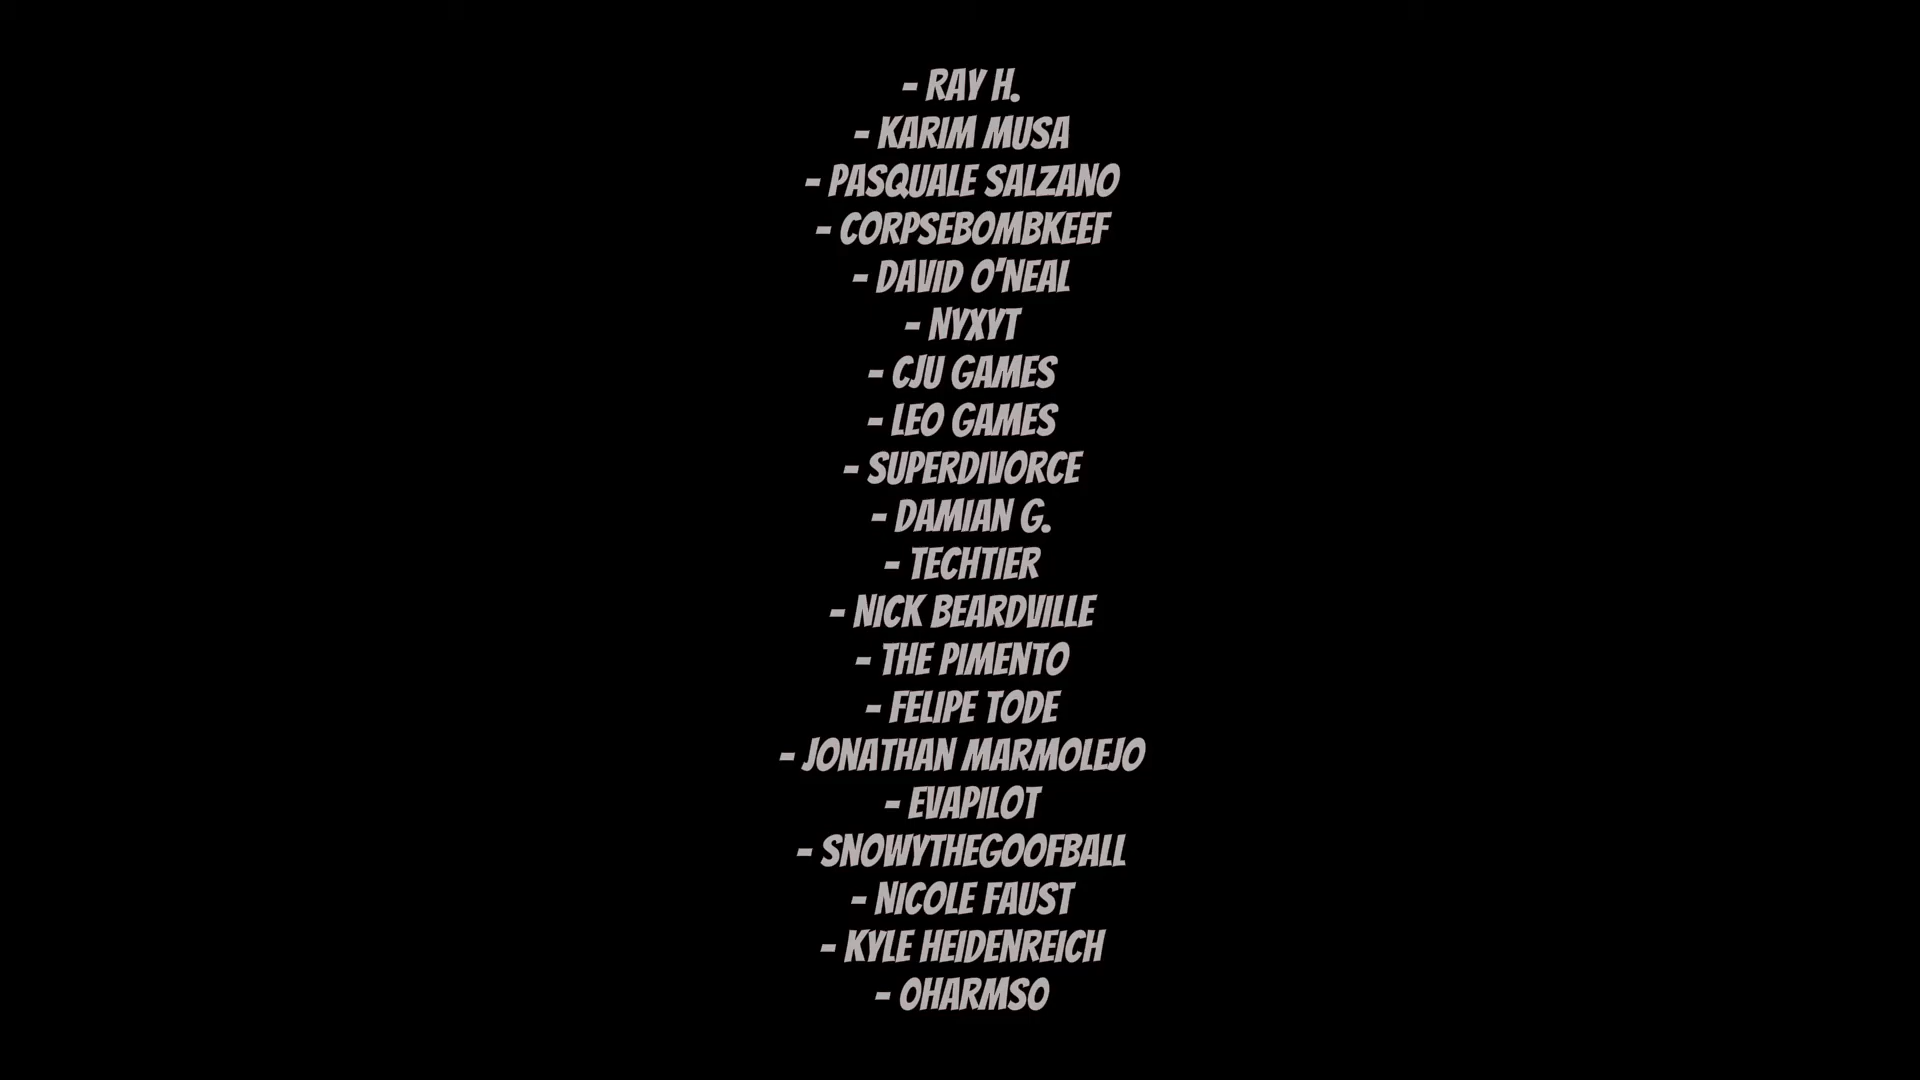 - RAY H.
- KARIM MUSA
- PASQUALE SALZANO
- CORPSEBOMBKEEF
- DAVID O'NEAL
- NYXYT
- CJU GAMES
- LEO GAMES
- SUPERDIVORCE
- DAMIAN G.
- TECHTIER
- NICK BEARDVILLE
- THE PIMENTO
- FELIPE TODE
- JONATHAN MARMOLEJO
- EVAPILOT
- SNOWYTHEGOOFBALL
- NICOLE FAUST
- KYLE HEIDENREICH
- OHARMSO